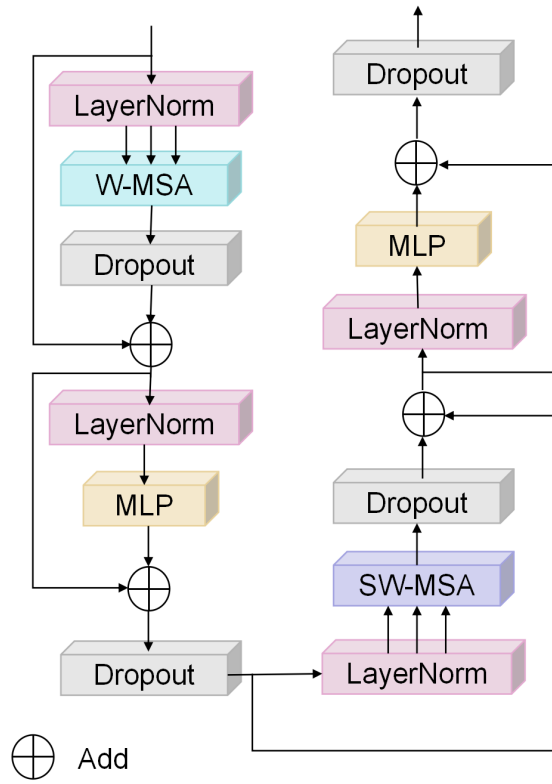 LayerNorm
W-MSA
Dropout
LayerNorm
MLP
Dropout
Add
Dropout
MLP
LayerNorm
Dropout
SW-MSA
LayerNorm